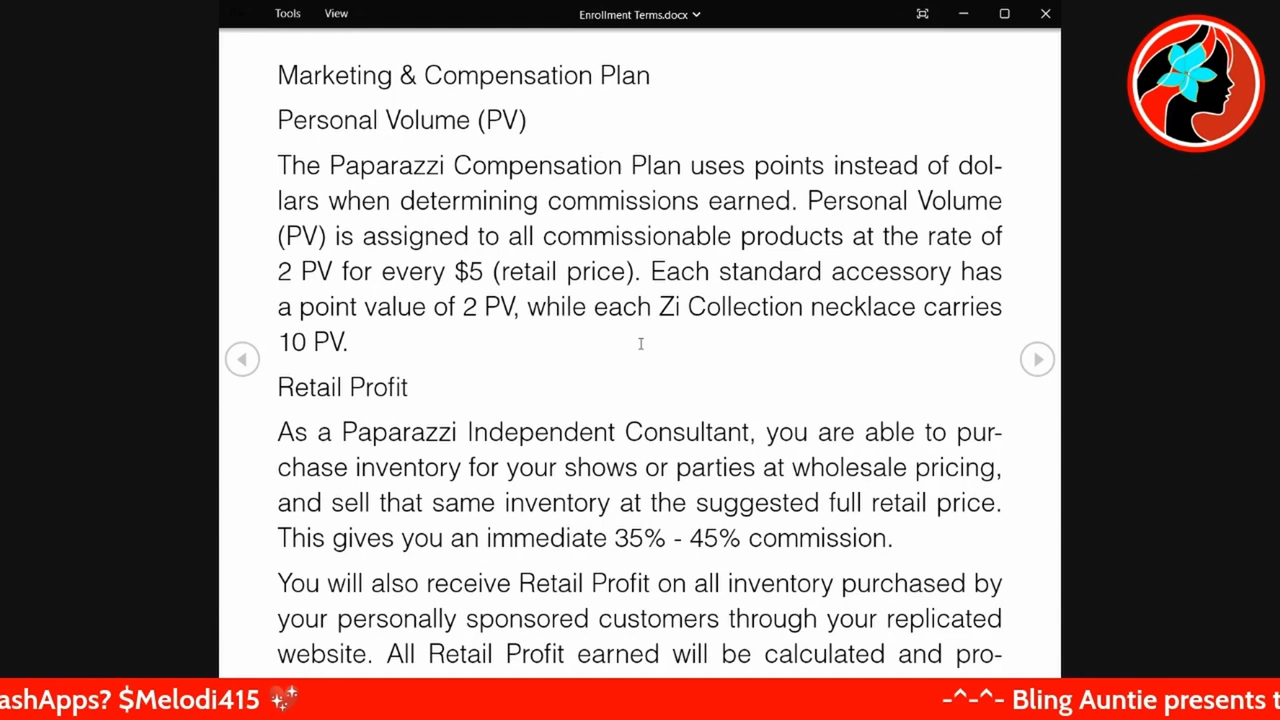 Tools View Enrollment Terms.docx
Marketing & Compensation Plan
Personal Volume (PV)
The Paparazzi Compensation Plan uses points instead of dol-
lars when determining commissions earned. Personal Volume
(PV) is assigned to all commissionable products at the rate of
2 PV for every $5 (retail price). Each standard accessory has
a point value of 2 PV, while each Zi Collection necklace carries
10 PV.
Retail Profit
As a Paparazzi Independent Consultant, you are able to pur-
chase inventory for your shows or parties at wholesale pricing,
and sell that same inventory at the suggested full retail price.
This gives you an immediate 35% - 45% commission.
You will also receive Retail Profit on all inventory purchased by
your personally sponsored customers through your replicated
website. All Retail Profit earned will be calculated and pro-
ashApps? $Melodi415 💖 -^-^- Bling Auntie presents t